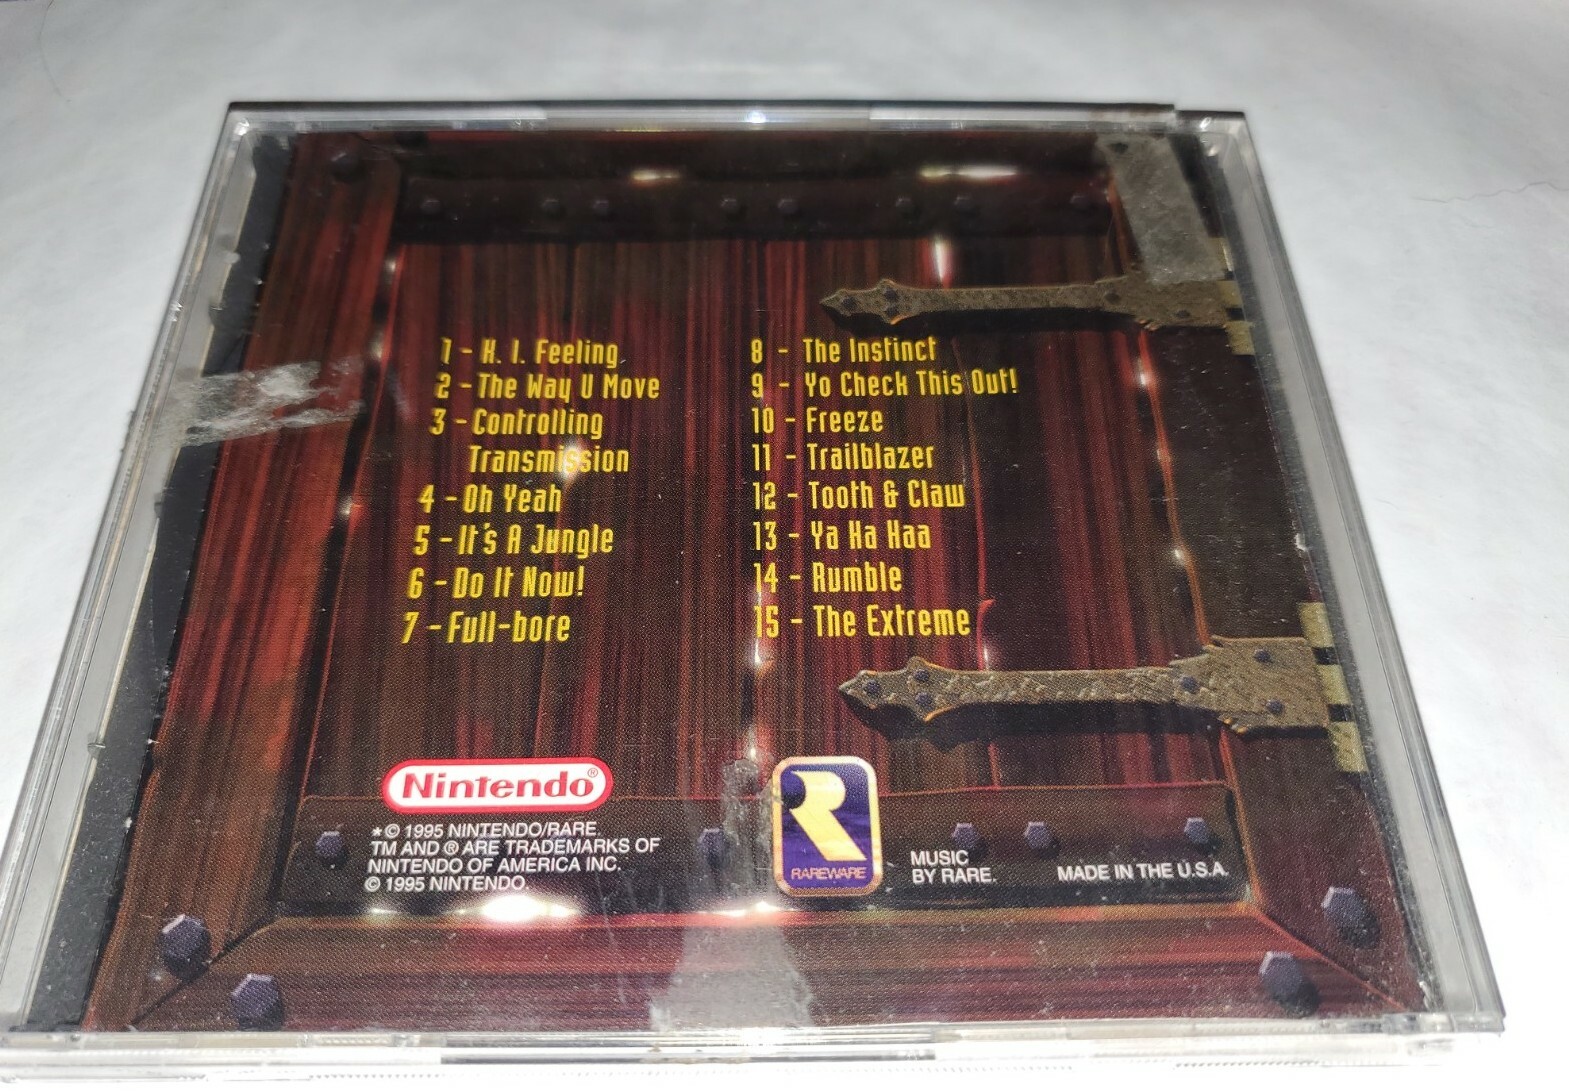 1 - K. I. Feeling
2 - The Way U Move
3 - Controlling
Transmission
4 - Oh Yeah
5 - It's A Jungle
6 - Do It Now!
7 - Full-bore
8 - The Instinct
9 - Yo Check This Out!
10 - Freeze
11 - Trailblazer
12 - Tooth & Claw
13 - Ya Ha Haa
14 - Rumble
15 - The Extreme
Nintendo®
* © 1995 NINTENDO/RARE
TM AND ® ARE TRADEMARKS OF
NINTENDO OF AMERICA INC.
© 1995 NINTENDO.
R
RAREWARE
MUSIC
BY RARE.
MADE IN THE U.S.A.